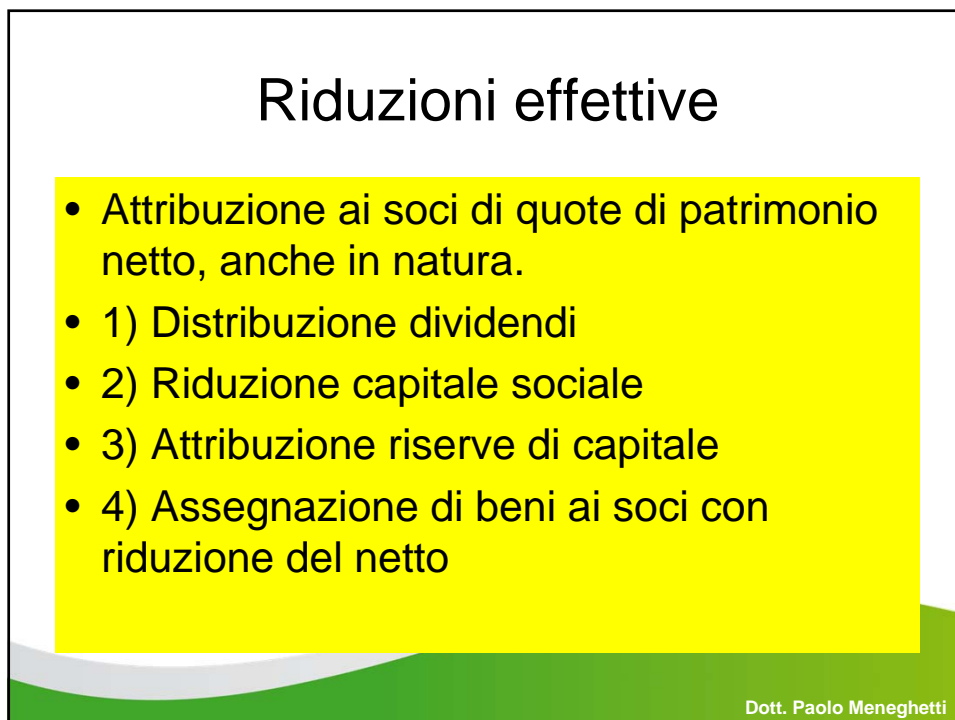 Riduzioni effettive
• Attribuzione ai soci di quote di patrimonio
netto, anche in natura.
• 1) Distribuzione dividendi
• 2) Riduzione capitale sociale
• 3) Attribuzione riserve di capitale
• 4) Assegnazione di beni ai soci con
riduzione del netto
Dott. Paolo Meneghetti